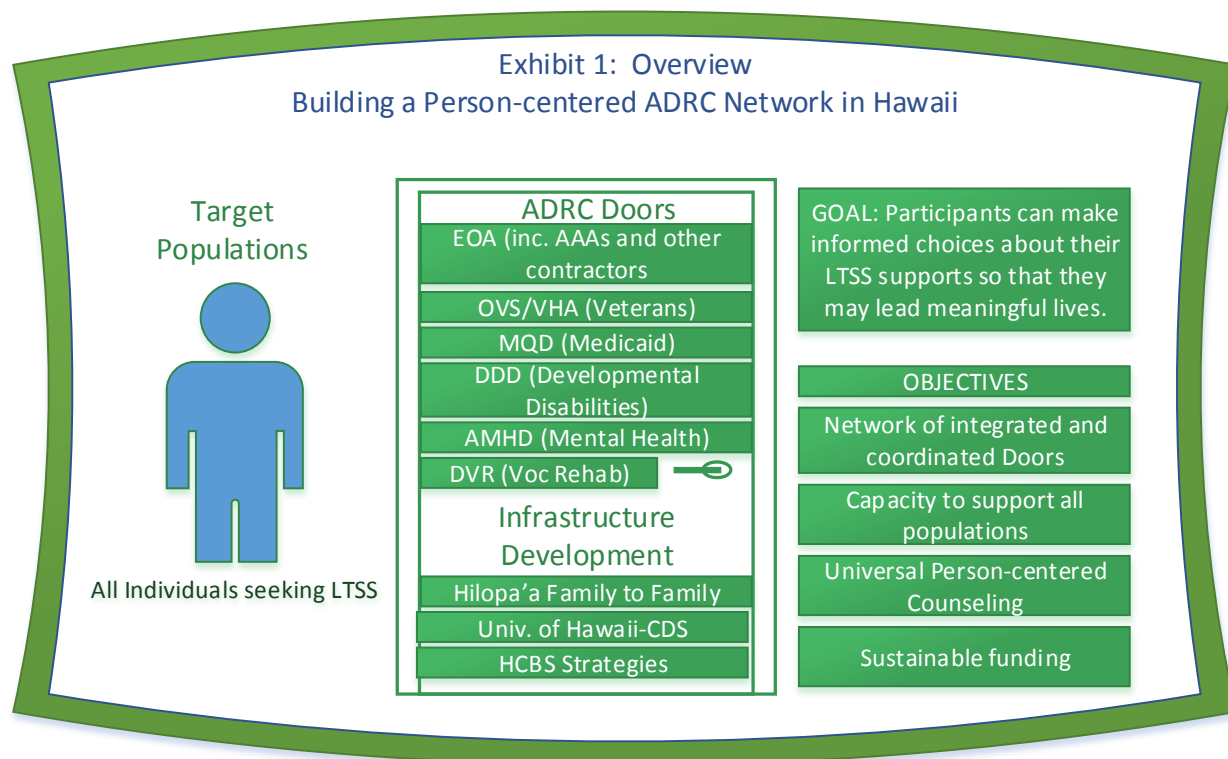 Exhibit 1: Overview
Building a Person-centered ADRC Network in Hawaii
Target
Populations
All Individuals seeking LTSS
ADRC Doors
EOA (inc. AAAs and other
contractors
OVS/VHA (Veterans)
MQD (Medicaid)
DDD (Developmental
Disabilities)
AMHD (Mental Health)
DVR (Voc Rehab)
Infrastructure
Development
Hilopa’a Family to Family
Univ. of Hawaii-CDS
HCBS Strategies
GOAL: Participants can make
informed choices about their
LTSS supports so that they
may lead meaningful lives.
OBJECTIVES
Network of integrated and
coordinated Doors
Capacity to support all
populations
Universal Person-centered
Counseling
Sustainable funding